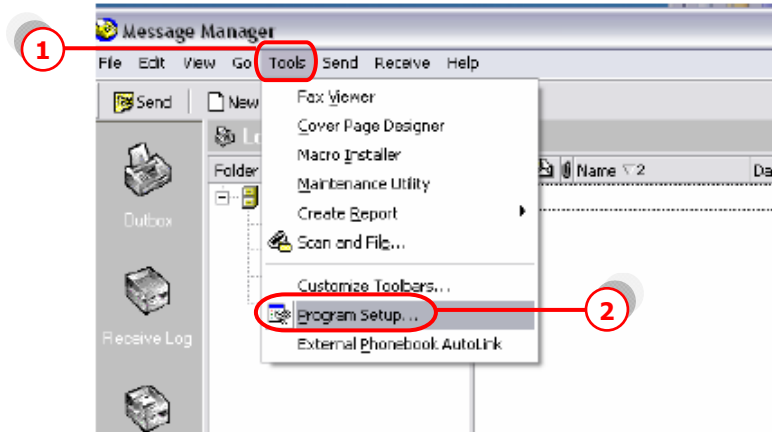 Message Manager
1
File Edit View Go Tools Send Receive Help
Send New
Fax Viewer
Cover Page Designer
Macro Installer
Maintenance Utility
Create Report
Scan and File...
Customize Toolbars...
Program Setup...
2
External Phonebook AutoLink
Folder
Name 2
Outbox
Receive Log